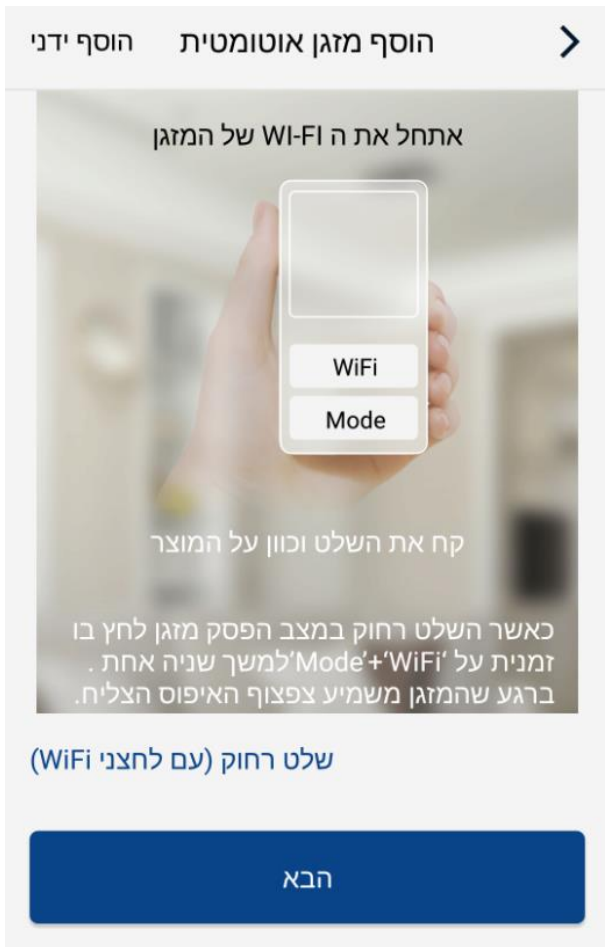 הוסף מזגן אוטומטית
הוסף ידני
אתחל את ה WI-FI של המזגן
WiFi
Mode
קח את השלט וכוון על המוצר
כאשר השלט רחוק במצב הפסק מזגן לחץ בו
זמנית על 'WiFi'+'Mode'למשך שניה אחת .
ברגע שהמזגן משמיע צפצוף האיפוס הצליח.
שלט רחוק (עם לחצני WiFi)
הבא